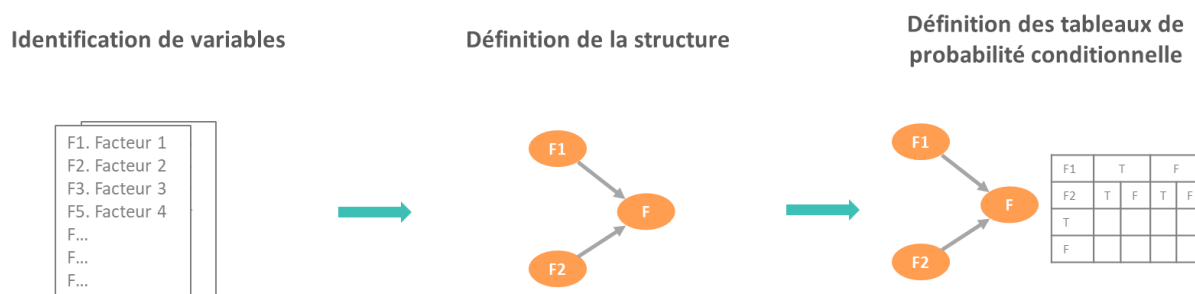 Identification de variables
F1. Facteur 1
F2. Facteur 2
F3. Facteur 3
F5. Facteur 4
F...
F...
F...
Définition de la structure
F1
F
F2
Définition des tableaux de
probabilité conditionnelle
F1
F
F2
F1 T F
F2 T F T F
T
F